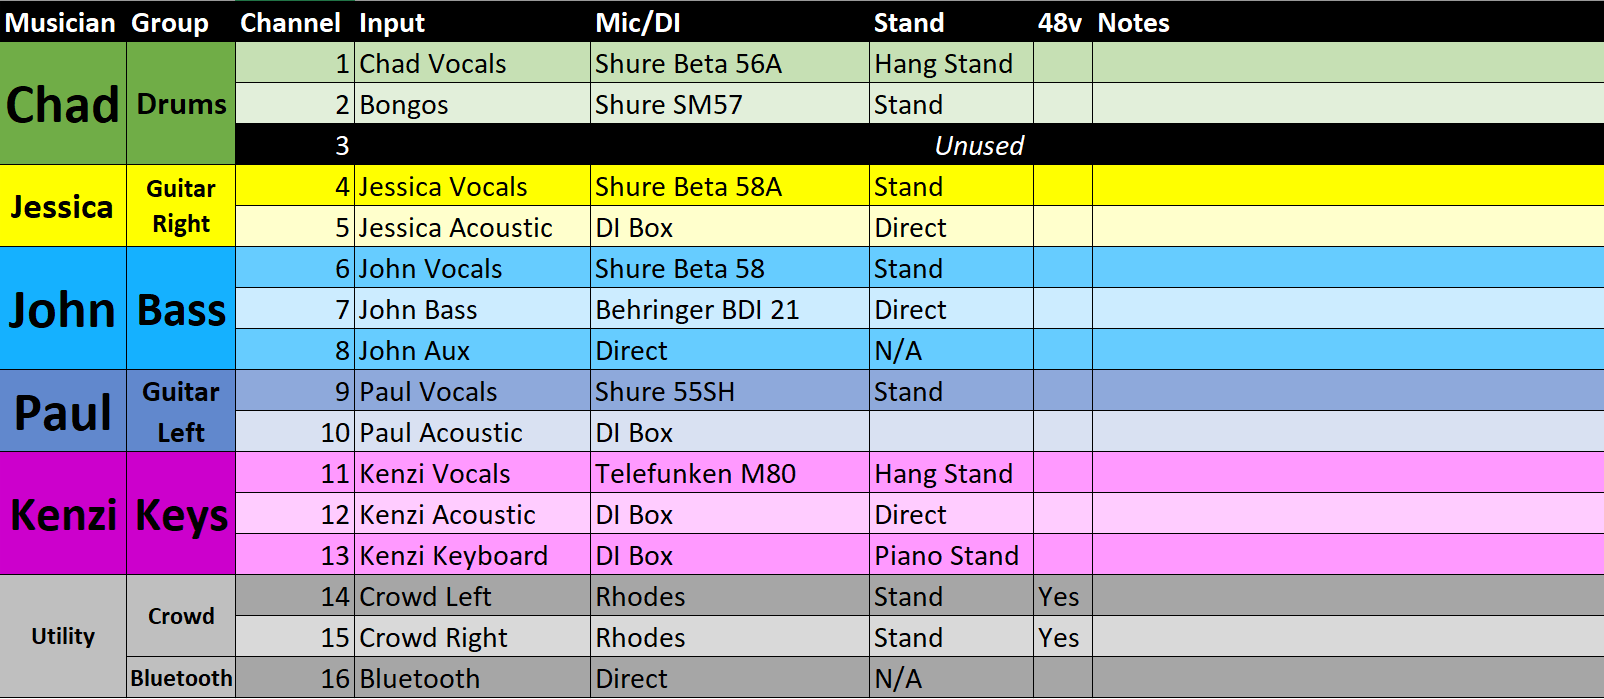 Musician Group Channel Input Mic/DI Stand 48v Notes
Chad Drums 1 Chad Vocals Shure Beta 56A Hang Stand
2 Bongos Shure SM57 Stand
3 Unused
Jessica Guitar Right 4 Jessica Vocals Shure Beta 58A Stand
5 Jessica Acoustic DI Box Direct
John Bass 6 John Vocals Shure Beta 58 Stand
7 John Bass Behringer BDI 21 Direct
8 John Aux Direct N/A
Paul Guitar Left 9 Paul Vocals Shure 55SH Stand
10 Paul Acoustic DI Box
Kenzi Keys 11 Kenzi Vocals Telefunken M80 Hang Stand
12 Kenzi Acoustic DI Box Direct
13 Kenzi Keyboard DI Box Piano Stand
Utility Crowd 14 Crowd Left Rhodes Stand Yes
15 Crowd Right Rhodes Stand Yes
Bluetooth 16 Bluetooth Direct N/A